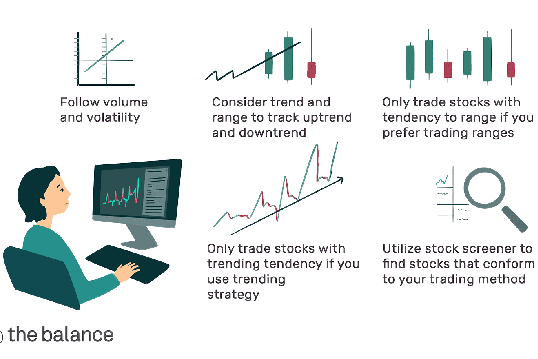 Follow volume
and volatility
Consider trend and
range to track uptrend
and downtrend
Only trade stocks with
tendency to range if you
prefer trading ranges
Only trade stocks with
trending tendency if you
use trending
strategy
Utilize stock screener to
find stocks that conform
to your trading method
the balance